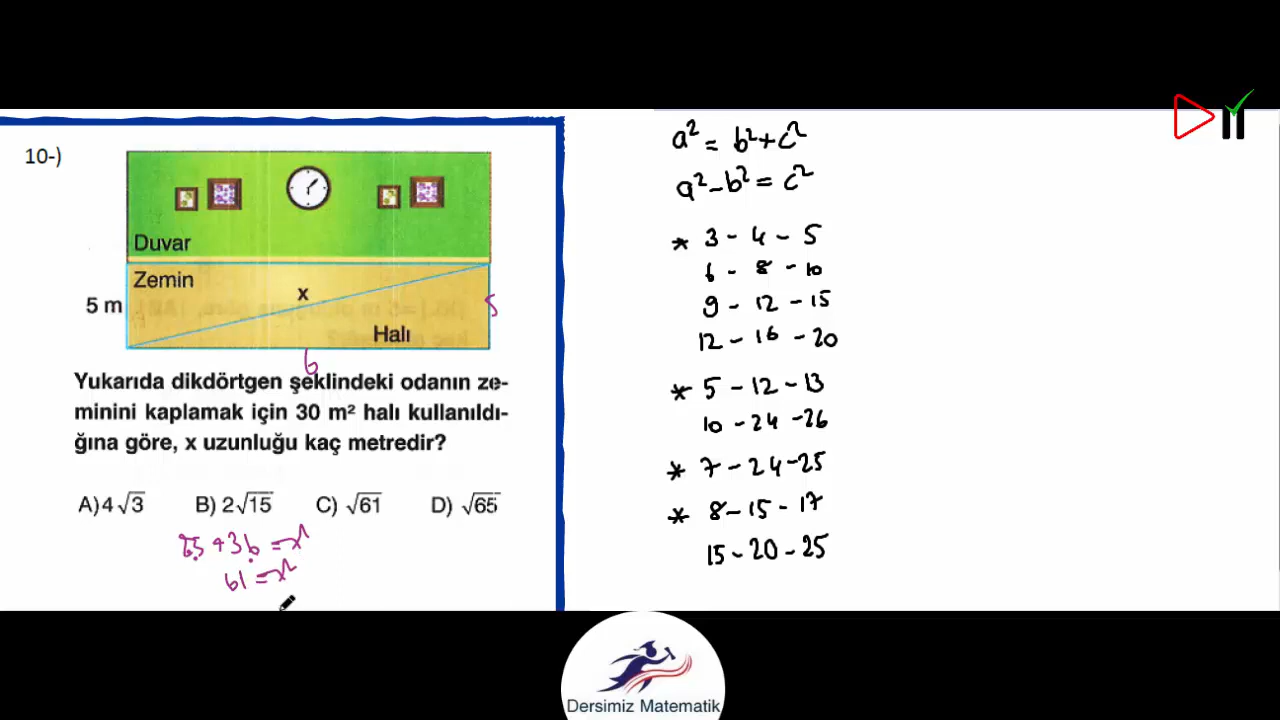 10-)
Duvar
Zemin
x
5 m
5
Halı
6
Yukarıda dikdörtgen şeklindeki odanın ze-
minini kaplamak için 30 m² halı kullanıldı-
ğına göre, x uzunluğu kaç metredir?
A) 4√3 B) 2√15 C) √61 D) √65
25 + 36 = x²
61 = x²
a² = b² + c²
a² - b² = c²
* 3 - 4 - 5
6 - 8 - 10
9 - 12 - 15
12 - 16 - 20
* 5 - 12 - 13
10 - 24 - 26
* 7 - 24 - 25
* 8 - 15 - 17
15 - 20 - 25
Dersimiz Matematik